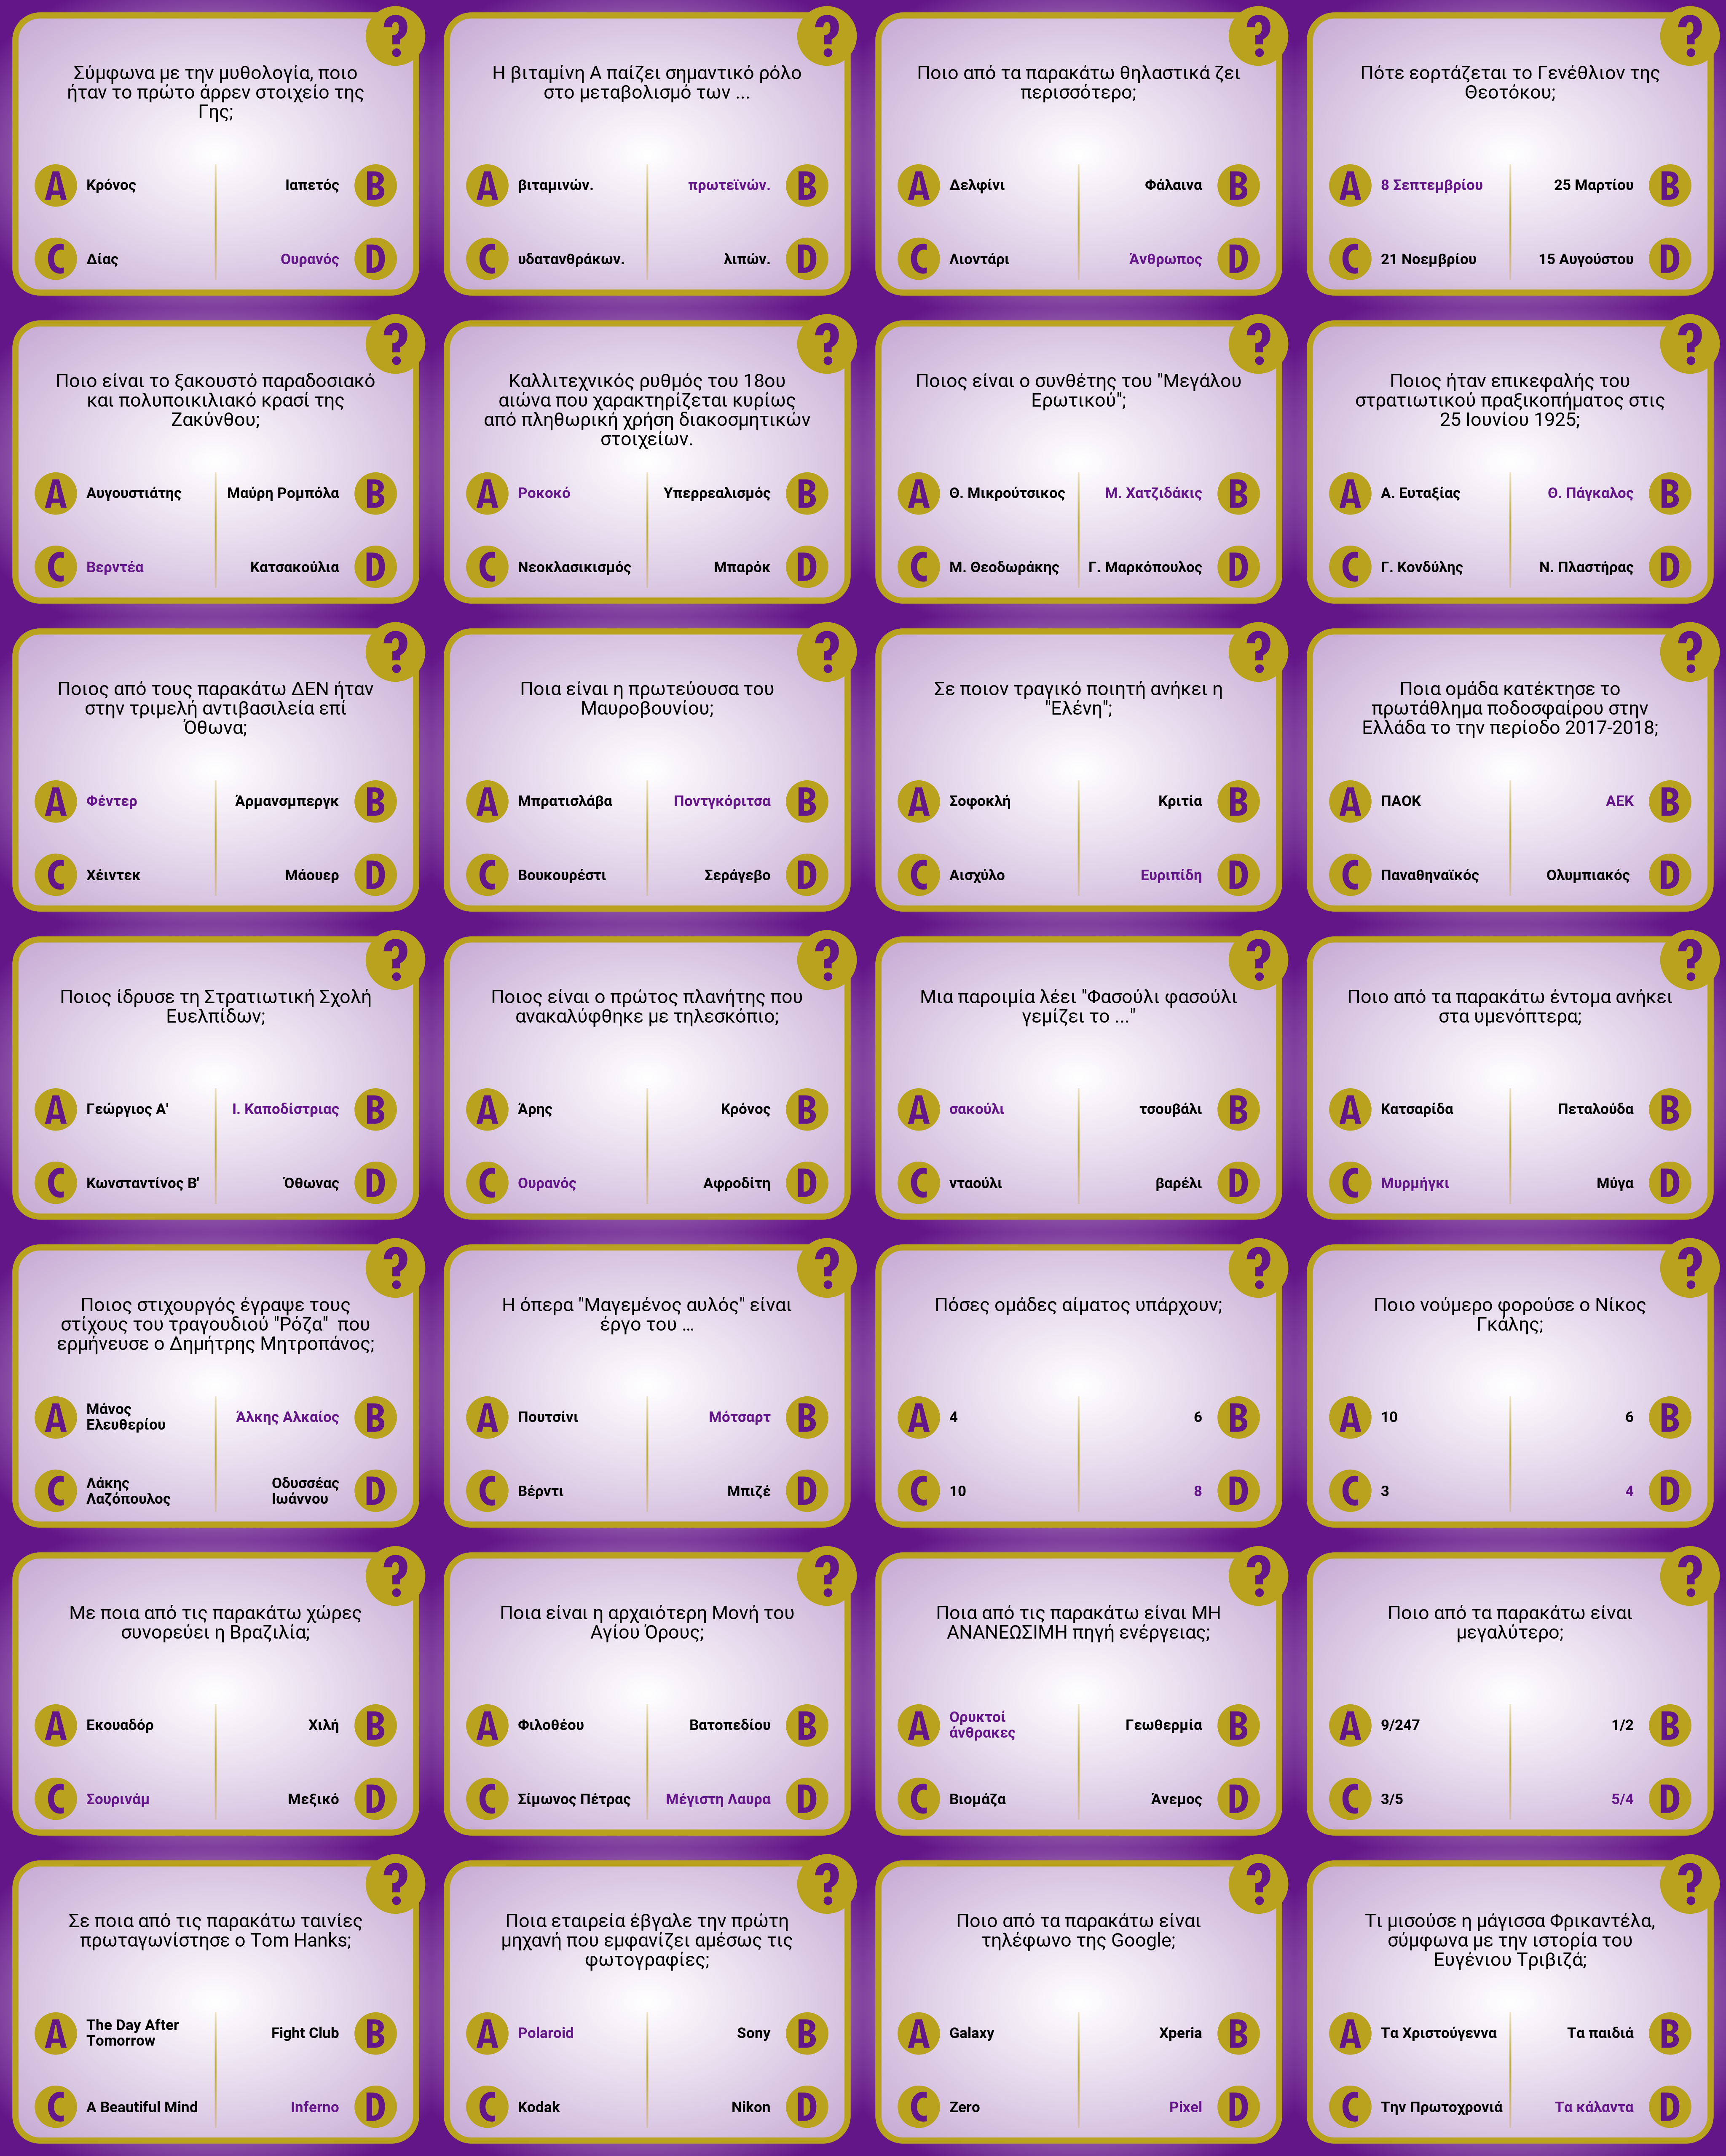 ?
Σύμφωνα με την μυθολογία, ποιο
ήταν το πρώτο άρρεν στοιχείο της
Γης;
A Κρόνος
Ιαπετός B
C Δίας
Ουρανός D
?
Η βιταμίνη Α παίζει σημαντικό ρόλο
στο μεταβολισμό των ...
A βιταμινών.
πρωτεϊνών. B
C υδατανθράκων.
λιπών. D
?
Ποιο από τα παρακάτω θηλαστικά ζει
περισσότερο;
A Δελφίνι
Φάλαινα B
C Λιοντάρι
Άνθρωπος D
?
Πότε εορτάζεται το Γενέθλιον της
Θεοτόκου;
A 8 Σεπτεμβρίου
25 Μαρτίου B
C 21 Νοεμβρίου
15 Αυγούστου D
?
Ποιο είναι το ξακουστό παραδοσιακό
και πολυποικιλιακό κρασί της
Ζακύνθου;
A Αυγουστιάτης
Μαύρη Ρομπόλα B
C Βερντέα
Κατσακούλια D
?
Καλλιτεχνικός ρυθμός του 18ου
αιώνα που χαρακτηρίζεται κυρίως
από πληθωρική χρήση διακοσμητικών
στοιχείων.
A Ροκοκό
Υπερρεαλισμός B
C Νεοκλασικισμός
Μπαρόκ D
?
Ποιος είναι ο συνθέτης του "Μεγάλου
Ερωτικού";
A Θ. Μικρούτσικος
Μ. Χατζιδάκις B
C Μ. Θεοδωράκης
Γ. Μαρκόπουλος D
?
Ποιος ήταν επικεφαλής του
στρατιωτικού πραξικοπήματος στις
25 Ιουνίου 1925;
A Α. Ευταξίας
Θ. Πάγκαλος B
C Γ. Κονδύλης
Ν. Πλαστήρας D
?
Ποιος από τους παρακάτω ΔΕΝ ήταν
στην τριμελή αντιβασιλεία επί
Όθωνα;
A Φέντερ
Άρμανσμπεργκ B
C Χέιντεκ
Μάουερ D
?
Ποια είναι η πρωτεύουσα του
Μαυροβουνίου;
A Μπρατισλάβα
Ποντγκόριτσα B
C Βουκουρέστι
Σεράγεβο D
?
Σε ποιον τραγικό ποιητή ανήκει η
"Ελένη";
A Σοφοκλή
Κριτία B
C Αισχύλο
Ευριπίδη D
?
Ποια ομάδα κατέκτησε το
πρωτάθλημα ποδοσφαίρου στην
Ελλάδα το την περίοδο 2017-2018;
A ΠΑΟΚ
ΑΕΚ B
C Παναθηναϊκός
Ολυμπιακός D
?
Ποιος ίδρυσε τη Στρατιωτική Σχολή
Ευελπίδων;
A Γεώργιος Α'
Ι. Καποδίστριας B
C Κωνσταντίνος Β'
Όθωνας D
?
Ποιος είναι ο πρώτος πλανήτης που
ανακαλύφθηκε με τηλεσκόπιο;
A Άρης
Κρόνος B
C Ουρανός
Αφροδίτη D
?
Μια παροιμία λέει "Φασούλι φασούλι
γεμίζει το ..."
A σακούλι
τσουβάλι B
C νταούλι
βαρέλι D
?
Ποιο από τα παρακάτω έντομα ανήκει
στα υμενόπτερα;
A Κατσαρίδα
Πεταλούδα B
C Μυρμήγκι
Μύγα D
?
Ποιος στιχουργός έγραψε τους
στίχους του τραγουδιού "Ρόζα" που
ερμήνευσε ο Δημήτρης Μητροπάνος;
A Μάνος
Ελευθερίου
Άλκης Αλκαίος B
C Λάκης
Λαζόπουλος
Οδυσσέας
Ιωάννου D
?
Η όπερα "Μαγεμένος αυλός" είναι
έργο του ...
A Πουτσίνι
Μότσαρτ B
C Βέρντι
Μπιζέ D
?
Πόσες ομάδες αίματος υπάρχουν;
A 4
6 B
C 10
8 D
?
Ποιο νούμερο φορούσε ο Νίκος
Γκάλης;
A 10
6 B
C 3
4 D
?
Με ποια από τις παρακάτω χώρες
συνορεύει η Βραζιλία;
A Εκουαδόρ
Χιλή B
C Σουρινάμ
Μεξικό D
?
Ποια είναι η αρχαιότερη Μονή του
Αγίου Όρους;
A Φιλοθέου
Βατοπεδίου B
C Σίμωνος Πέτρας
Μέγιστη Λαυρα D
?
Ποια από τις παρακάτω είναι ΜΗ
ΑΝΑΝΕΩΣΙΜΗ πηγή ενέργειας;
A Ορυκτοί
άνθρακες
Γεωθερμία B
C Βιομάζα
Άνεμος D
?
Ποιο από τα παρακάτω είναι
μεγαλύτερο;
A 9/247
1/2 B
C 3/5
5/4 D
?
Σε ποια από τις παρακάτω ταινίες
πρωταγωνίστησε ο Tom Hanks;
A The Day After
Tomorrow
Fight Club B
C A Beautiful Mind
Inferno D
?
Ποια εταιρεία έβγαλε την πρώτη
μηχανή που εμφανίζει αμέσως τις
φωτογραφίες;
A Polaroid
Sony B
C Kodak
Nikon D
?
Ποιο από τα παρακάτω είναι
τηλέφωνο της Google;
A Galaxy
Xperia B
C Zero
Pixel D
?
Τι μισούσε η μάγισσα Φρικαντέλα,
σύμφωνα με την ιστορία του
Ευγένιου Τριβιζά;
A Τα Χριστούγεννα
Τα παιδιά B
C Την Πρωτοχρονιά
Τα κάλαντα D